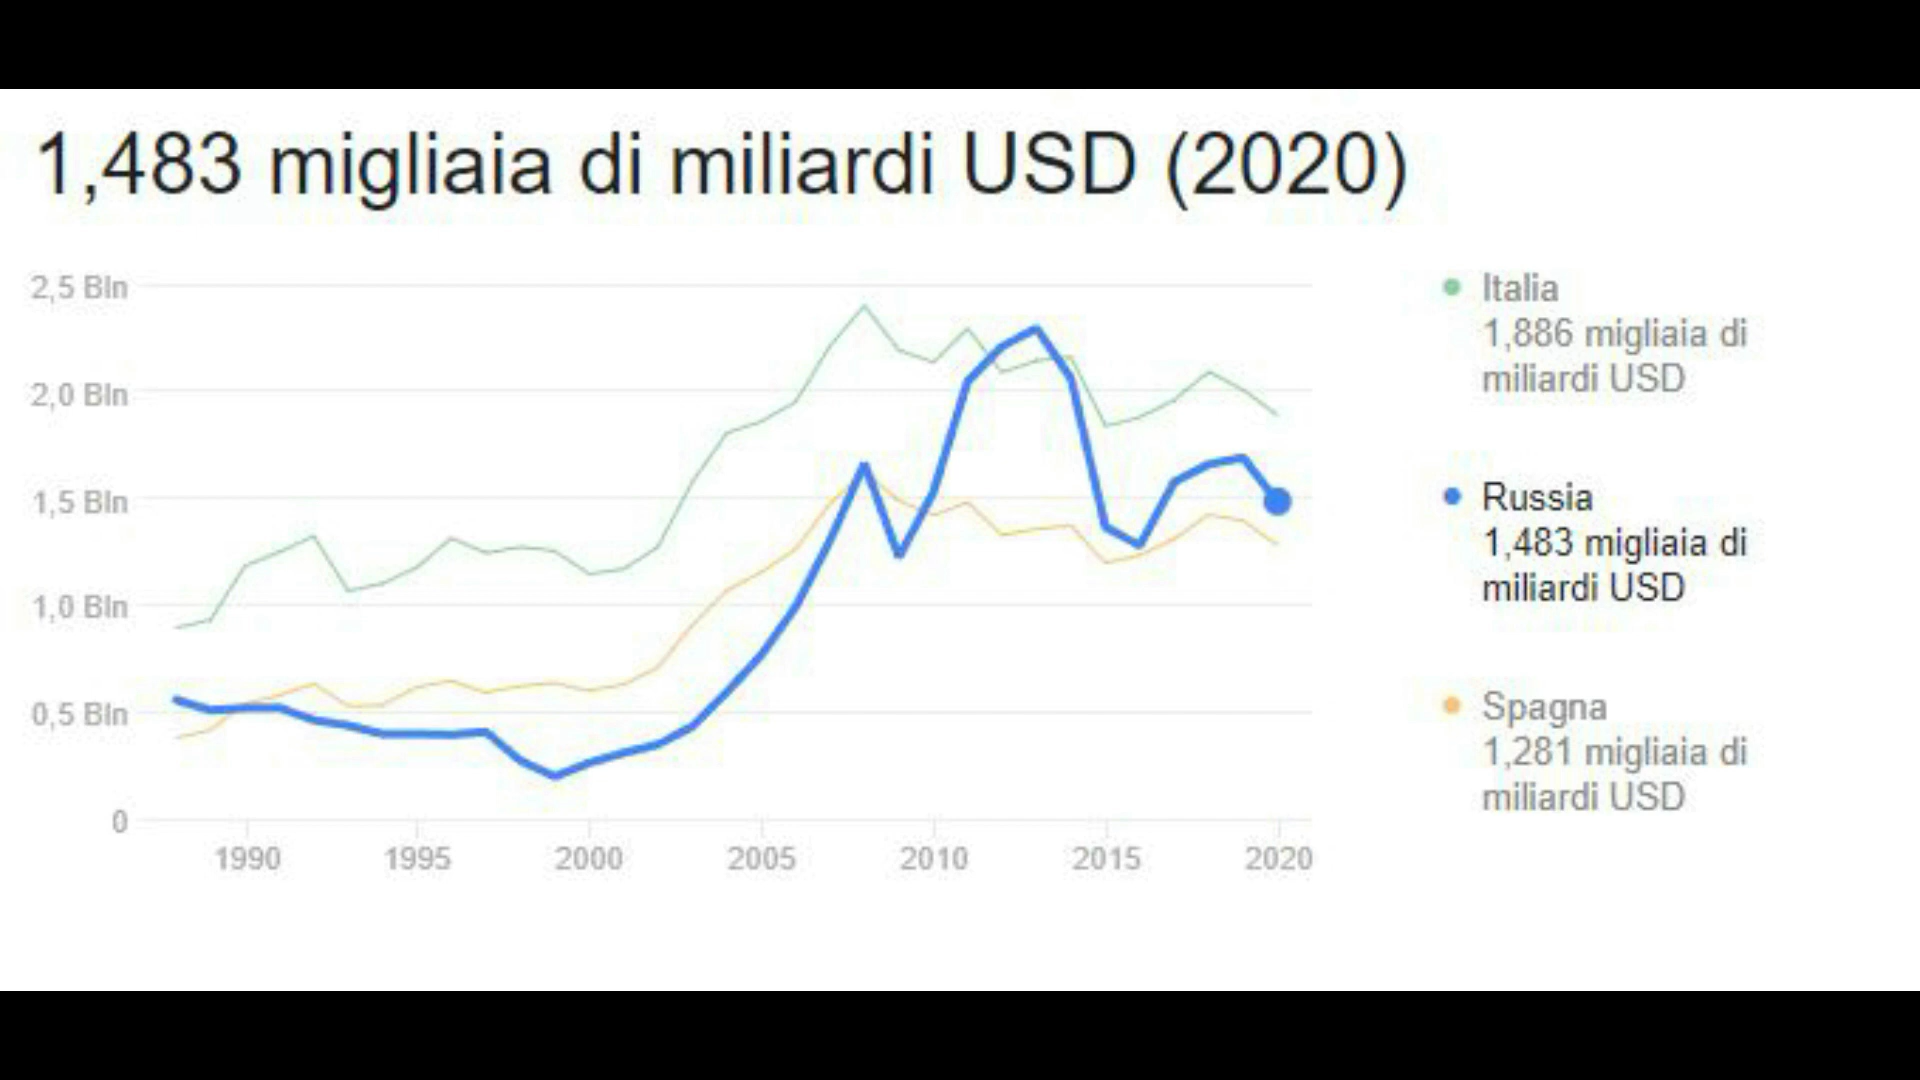 1,483 migliaia di miliardi USD (2020)
2,5 Bln
2,0 Bln
1,5 Bln
1,0 Bln
0,5 Bln
0
1990 1995 2000 2005 2010 2015 2020
Italia
1,886 migliaia di
miliardi USD
Russia
1,483 migliaia di
miliardi USD
Spagna
1,281 migliaia di
miliardi USD